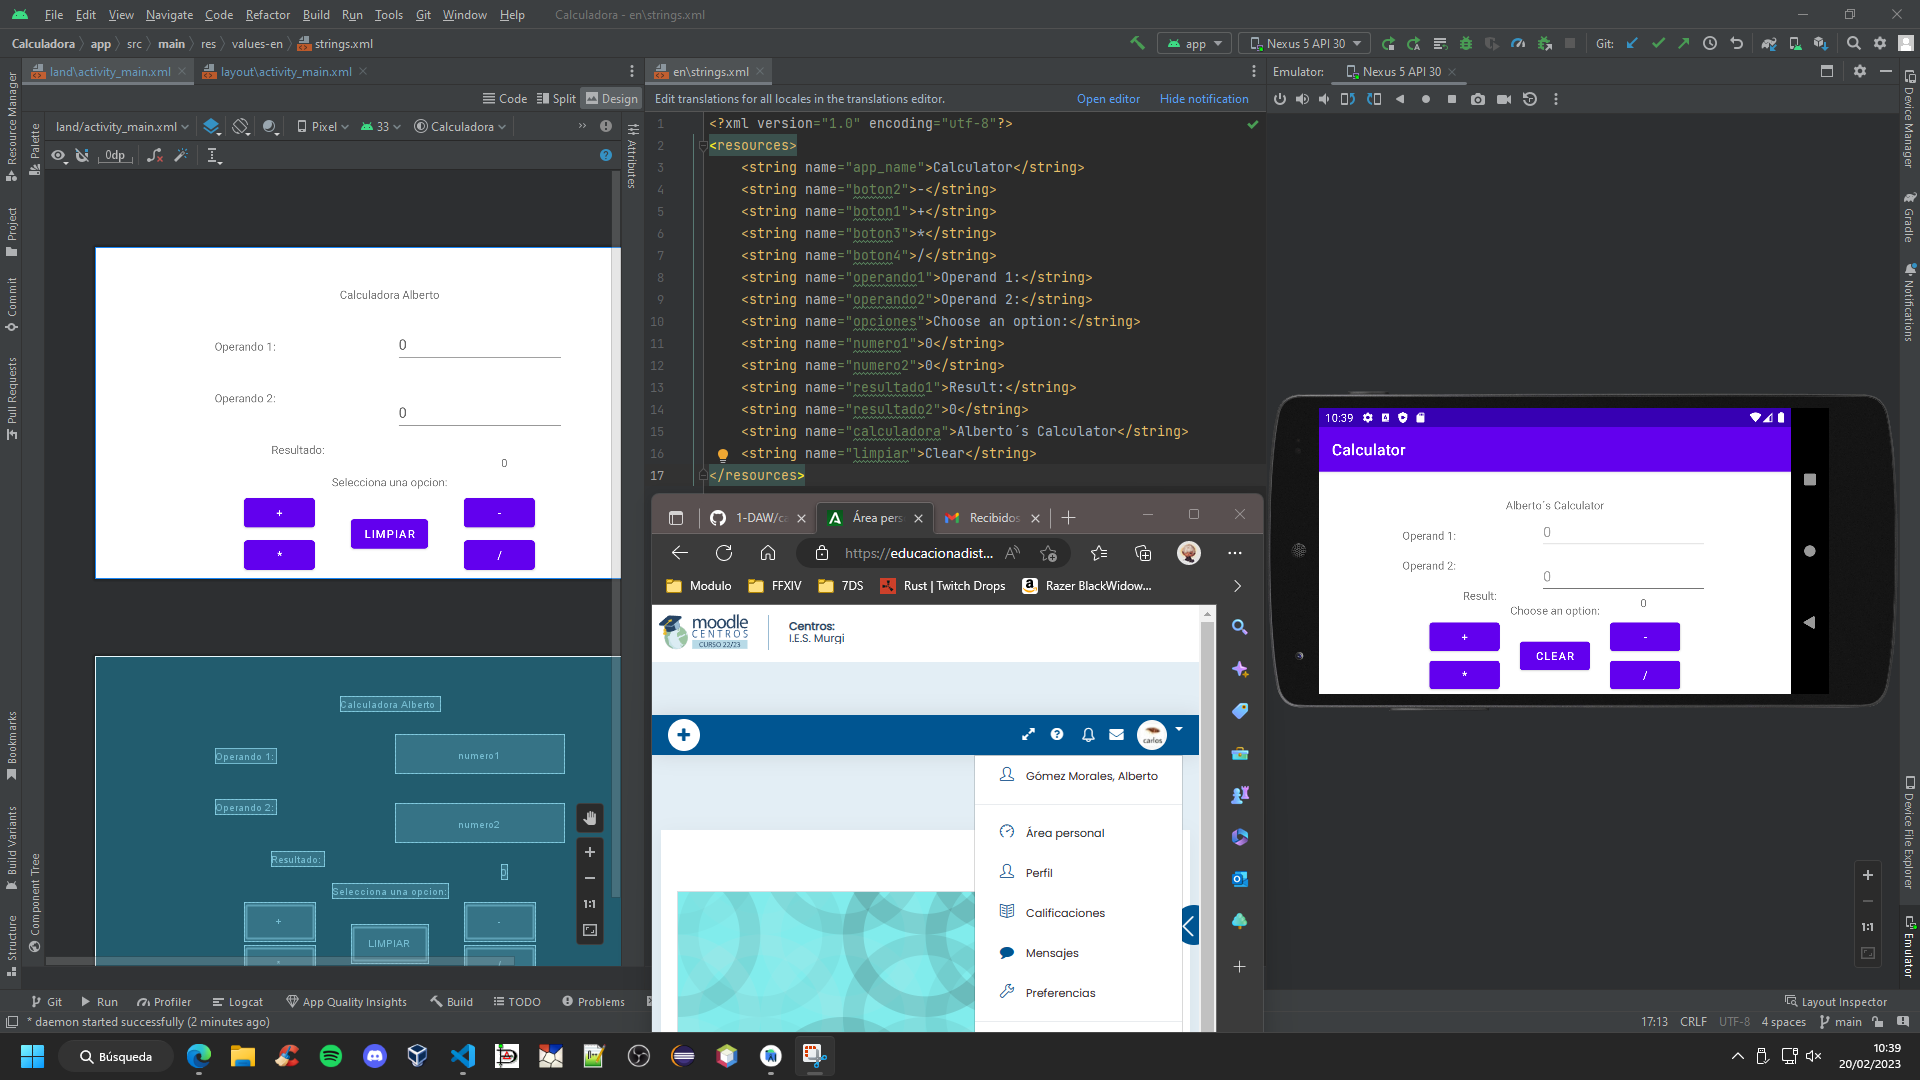 File Edit View Navigate Code Refactor Build Run Tools Git Window Help Calculadora - en\strings.xml
Calculadora app src main res values-en strings.xml
app Nexus 5 API 30 Git:
land\activity_main.xml layout\activity_main.xml
en\strings.xml
Emulator: Nexus 5 API 30
Code Split Design
Edit translations for all locales in the translations editor. Open editor Hide notification
land/activity_main.xml Pixel 33 Calculadora
0dp
Resource Manager
Project
Commit
Pull Requests
Bookmarks
Build Variants
Structure
Palette
Component Tree
Attributes
Calculadora Alberto
Operando 1:
0
Operando 2:
0
Resultado:
0
Selecciona una opcion:
+
-
LIMPIAR
*
/
Calculadora Alberto
Operando 1:
numero1
Operando 2:
numero2
Resultado:
0
Selecciona una opcion:
+
-
LIMPIAR
1:1
1 <?xml version="1.0" encoding="utf-8"?>
2 <resources>
3 <string name="app_name">Calculator</string>
4 <string name="boton2">-</string>
5 <string name="boton1">+</string>
6 <string name="boton3">*</string>
7 <string name="boton4">/</string>
8 <string name="operando1">Operand 1:</string>
9 <string name="operando2">Operand 2:</string>
10 <string name="opciones">Choose an option:</string>
11 <string name="numero1">0</string>
12 <string name="numero2">0</string>
13 <string name="resultado1">Result:</string>
14 <string name="resultado2">0</string>
15 <string name="calculadora">Alberto´s Calculator</string>
16 <string name="limpiar">Clear</string>
17 </resources>
1-DAW/ca Área pers Recibidos
https://educacionadist...
Modulo FFXIV 7DS Rust | Twitch Drops Razer BlackWidow...
moodle
CENTROS
CURSO 22/23
Centros:
I.E.S. Murgi
carlos
Gómez Morales, Alberto
Área personal
Perfil
Calificaciones
Mensajes
Preferencias
10:39
Calculator
Alberto´s Calculator
Operand 1:
0
Operand 2:
0
Result:
0
Choose an option:
+
-
CLEAR
*
/
1:1
Device Manager
Gradle
Notifications
Device File Explorer
Emulator
Git Run Profiler Logcat App Quality Insights Build TODO Problems
Layout Inspector
* daemon started successfully (2 minutes ago)
17:13 CRLF UTF-8 4 spaces main
Búsqueda
10:39
20/02/2023